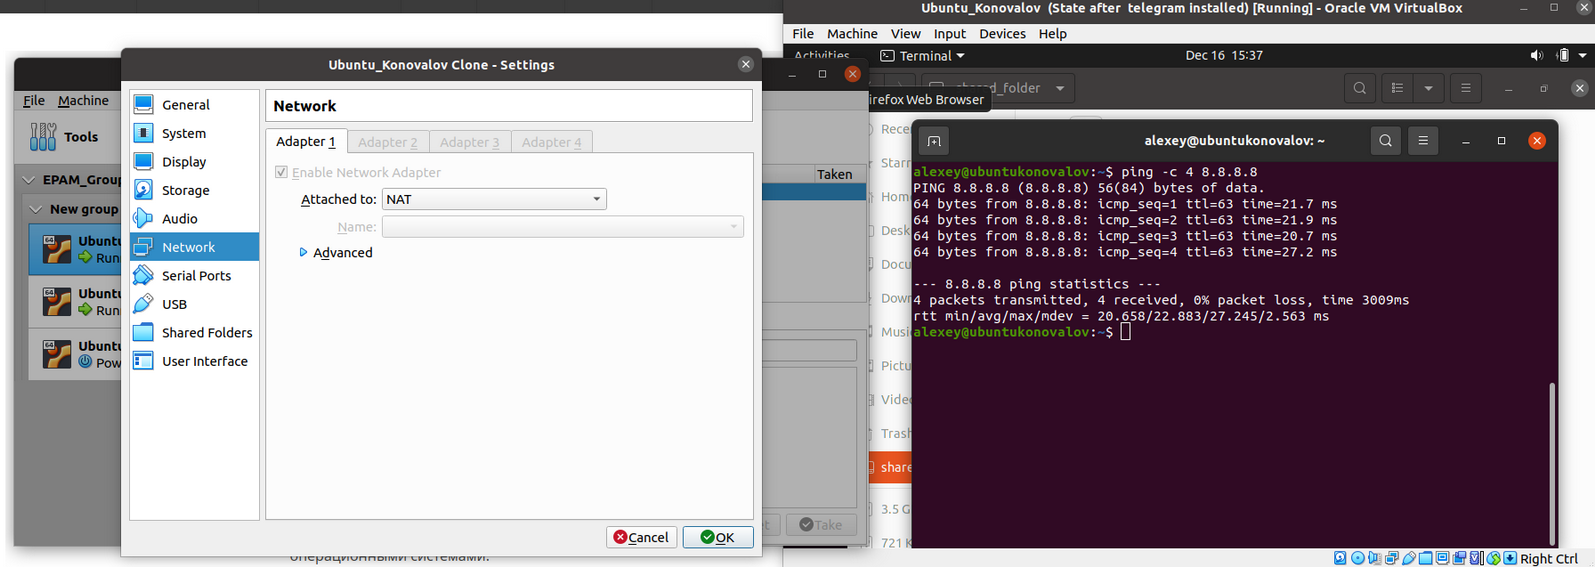 Ubuntu_Konovalov Clone - Settings
File Machine
Tools
EPAM_Group
New group
Ubuntu
Runn
Ubuntu
Runn
Ubuntu
Pow
General
System
Display
Storage
Audio
Network
Serial Ports
USB
Shared Folders
User Interface
Network
Adapter 1 Adapter 2 Adapter 3 Adapter 4
Enable Network Adapter
Attached to: NAT
Name:
Advanced
Cancel OK
Taken
Take
операционными системами.
Ubuntu_Konovalov (State after telegram installed) [Running] - Oracle VM VirtualBox
File Machine View Input Devices Help
Activities Terminal Dec 16 15:37
shared_folder
irefox Web Browser
Rece
Starr
Hom
Desk
Docu
Down
Musi
Pictu
Video
Trash
share
3.5 G
721 K
alexey@ubuntukonovalov: ~
alexey@ubuntukonovalov:~$ ping -c 4 8.8.8.8
PING 8.8.8.8 (8.8.8.8) 56(84) bytes of data.
64 bytes from 8.8.8.8: icmp_seq=1 ttl=63 time=21.7 ms
64 bytes from 8.8.8.8: icmp_seq=2 ttl=63 time=21.9 ms
64 bytes from 8.8.8.8: icmp_seq=3 ttl=63 time=20.7 ms
64 bytes from 8.8.8.8: icmp_seq=4 ttl=63 time=27.2 ms
--- 8.8.8.8 ping statistics ---
4 packets transmitted, 4 received, 0% packet loss, time 3009ms
rtt min/avg/max/mdev = 20.658/22.883/27.245/2.563 ms
alexey@ubuntukonovalov:~$
Right Ctrl